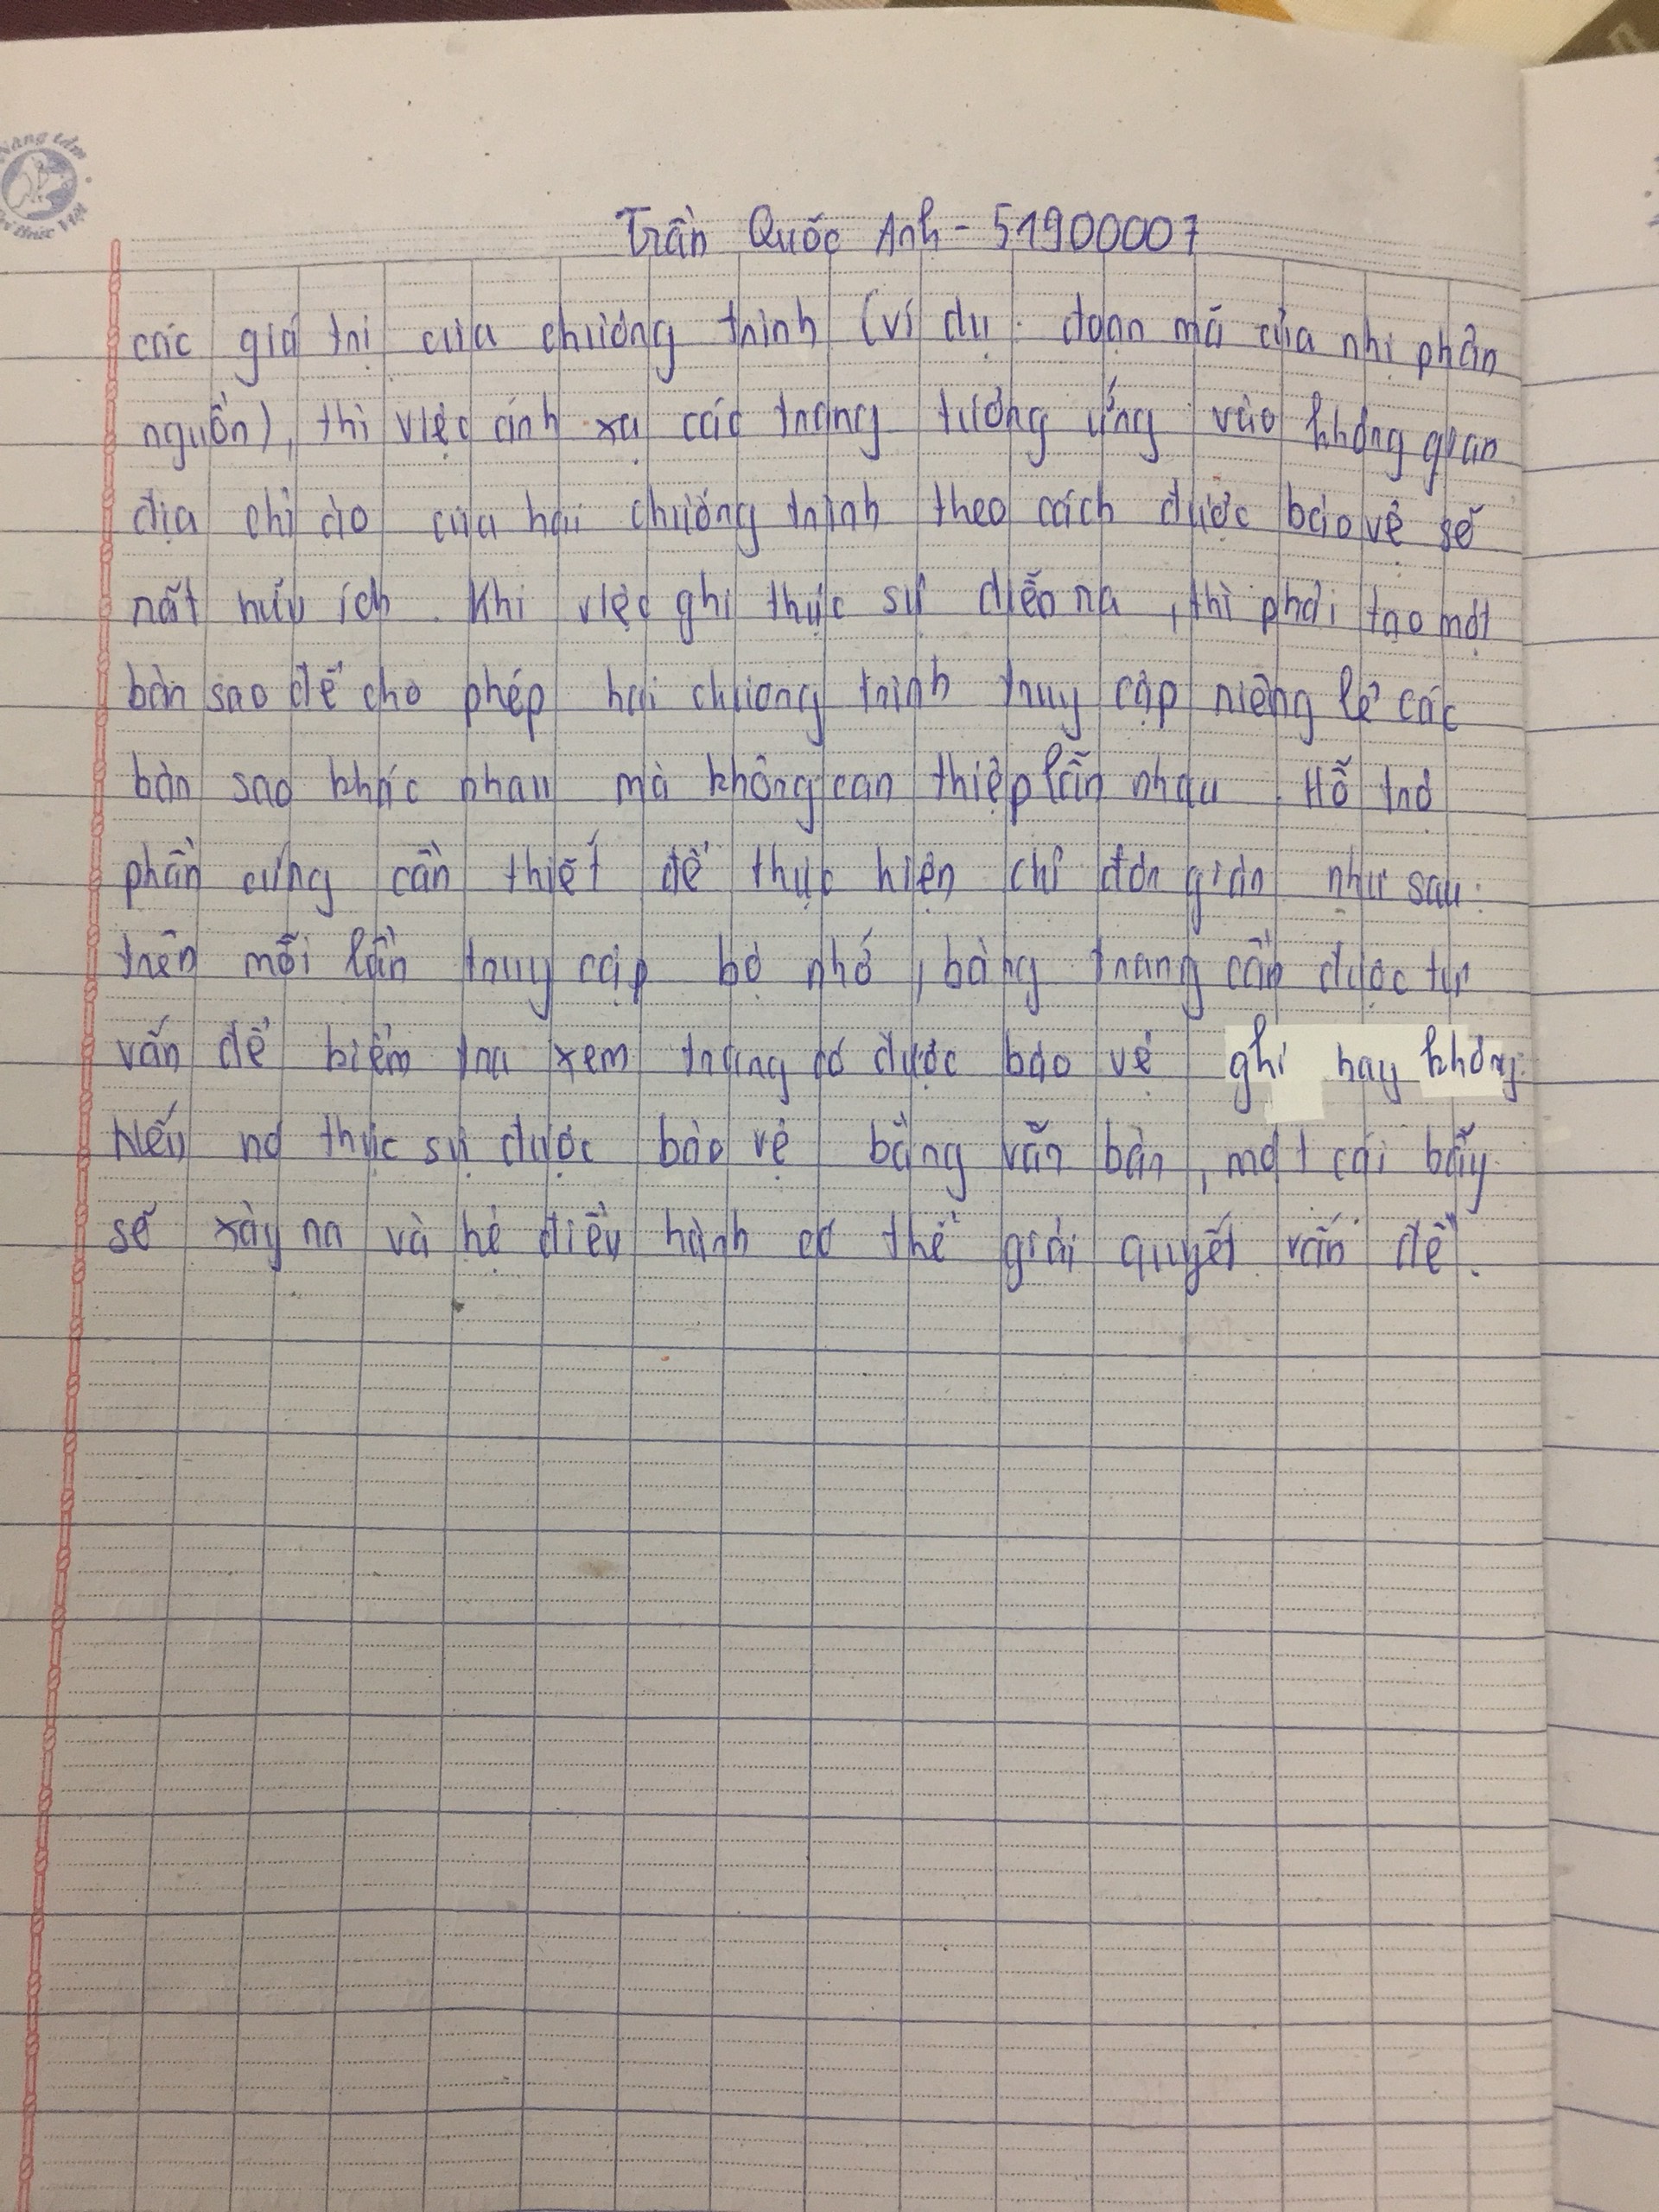 Nâng tầm
Tri thức Việt
Trần Quốc Anh - 51900007
các giá trị của chương trình (ví dụ: đoạn mã của nhị phân
nguồn), thì việc ánh xạ các trang tương ứng vào không gian
địa chỉ ảo của hai chương trình theo cách được bảo vệ sẽ
rất hữu ích. Khi việc ghi thực sự diễn ra, thì phải tạo một
bản sao để cho phép hai chương trình truy cập riêng lẻ các
bản sao khác nhau mà không can thiệp lẫn nhau. Hỗ trợ
phần cứng cần thiết để thực hiện chỉ đơn giản như sau:
trên mỗi lần truy cập bộ nhớ, bảng trang cần được tư
vấn để kiểm tra xem trang có được bảo vệ ghi hay không.
Nếu nó thực sự được bảo vệ bằng văn bản, một cái bẫy
sẽ xảy ra và hệ điều hành có thể giải quyết vấn đề.